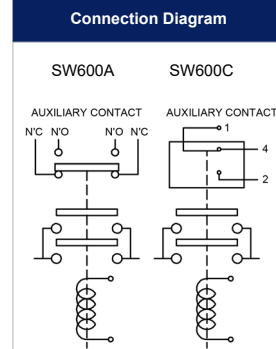 Connection Diagram
SW600A SW600C
AUXILIARY CONTACT AUXILIARY CONTACT
N'C N'O N'O N'C
1
4
2